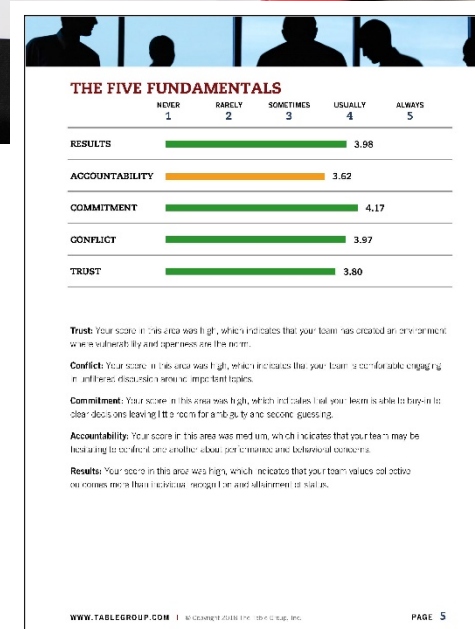 THE FIVE FUNDAMENTALS
NEVER RARELY SOMETIMES USUALLY ALWAYS
1 2 3 4 5
RESULTS 3.98
ACCOUNTABILITY 3.62
COMMITMENT 4.17
CONFLICT 3.97
TRUST 3.80
Trust: Your score in this area was high, which indicates that your team has created an environment
where vulnerability and openness are the norm.
Conflict: Your score in this area was high, which indicates that your team is comfortable engaging
in unfiltered discussion around important topics.
Commitment: Your score in this area was high, which indicates that your team is able to buy-in to
clear decisions leaving little room for ambiguity and second-guessing.
Accountability: Your score in this area was medium, which indicates that your team may be
hesitating to confront one another about performance and behavioral concerns.
Results: Your score in this area was high, which indicates that your team values collective
outcomes more than individual recognition and attainment of status.
WWW.TABLEGROUP.COM | © Copyright The Table Group, Inc. PAGE 5